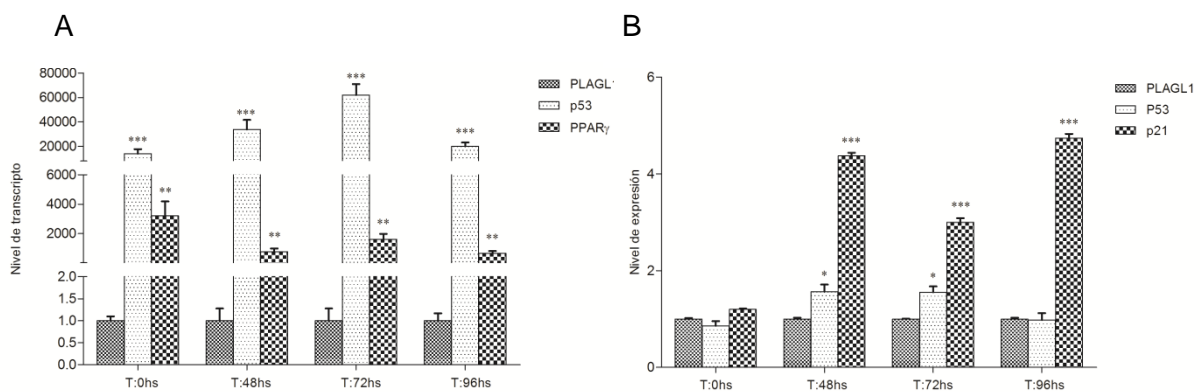 A
B
Nivel de transcripto
80000
60000
40000
20000
6000
4000
2000
2.0
1.5
1.0
0.5
0.0
***
**
***
**
***
**
***
**
T:0hs
T:48hs
T:72hs
T:96hs
PLAGL1
p53
PPARγ
Nivel de expresión
6
4
2
0
*
***
*
***
***
T:0hs
T:48hs
T:72hs
T:96hs
PLAGL1
P53
p21